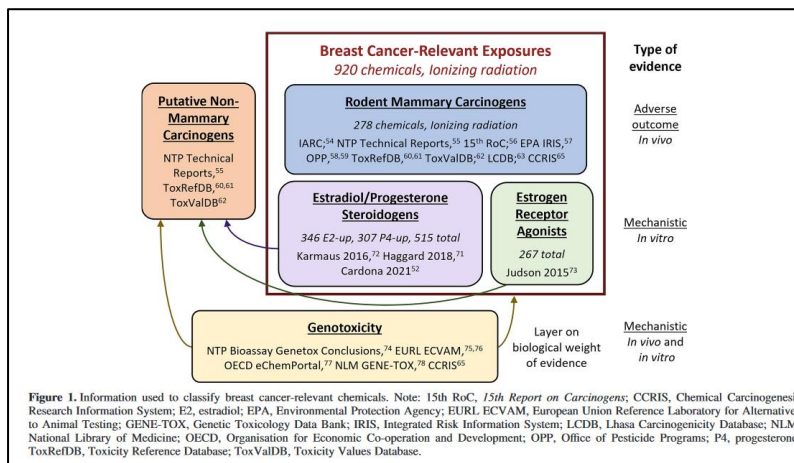 Breast Cancer-Relevant Exposures
920 chemicals, Ionizing radiation
Type of
evidence
Putative Non-
Mammary
Carcinogens
NTP Technical
Reports,55
ToxRefDB,60,61
ToxValDB62
Rodent Mammary Carcinogens
278 chemicals, Ionizing radiation
IARC;54 NTP Technical Reports,55 15th RoC;56 EPA IRIS,57
OPP,58,59 ToxRefDB,60,61 ToxValDB;62 LCDB;63 CCRIS65
Adverse
outcome
In vivo
Estradiol/Progesterone
Steroidogens
346 E2-up, 307 P4-up, 515 total
Karmaus 2016,72 Haggard 2018,71
Cardona 202152
Estrogen
Receptor
Agonists
267 total
Judson 201573
Mechanistic
In vitro
Genotoxicity
NTP Bioassay Genetox Conclusions,74 EURL ECVAM,75,76
OECD eChemPortal,77 NLM GENE-TOX,78 CCRIS65
Layer on
biological weight
of evidence
Mechanistic
In vivo and
in vitro
Figure 1. Information used to classify breast cancer-relevant chemicals. Note: 15th RoC, 15th Report on Carcinogens; CCRIS, Chemical Carcinogenesi
Research Information System; E2, estradiol; EPA, Environmental Protection Agency; EURL ECVAM, European Union Reference Laboratory for Alternative
to Animal Testing; GENE-TOX, Genetic Toxicology Data Bank; IRIS, Integrated Risk Information System; LCDB, Lhasa Carcinogenicity Database; NLM
National Library of Medicine; OECD, Organisation for Economic Co-operation and Development; OPP, Office of Pesticide Programs; P4, progesterone
ToxRefDB, Toxicity Reference Database; ToxValDB, Toxicity Values Database.